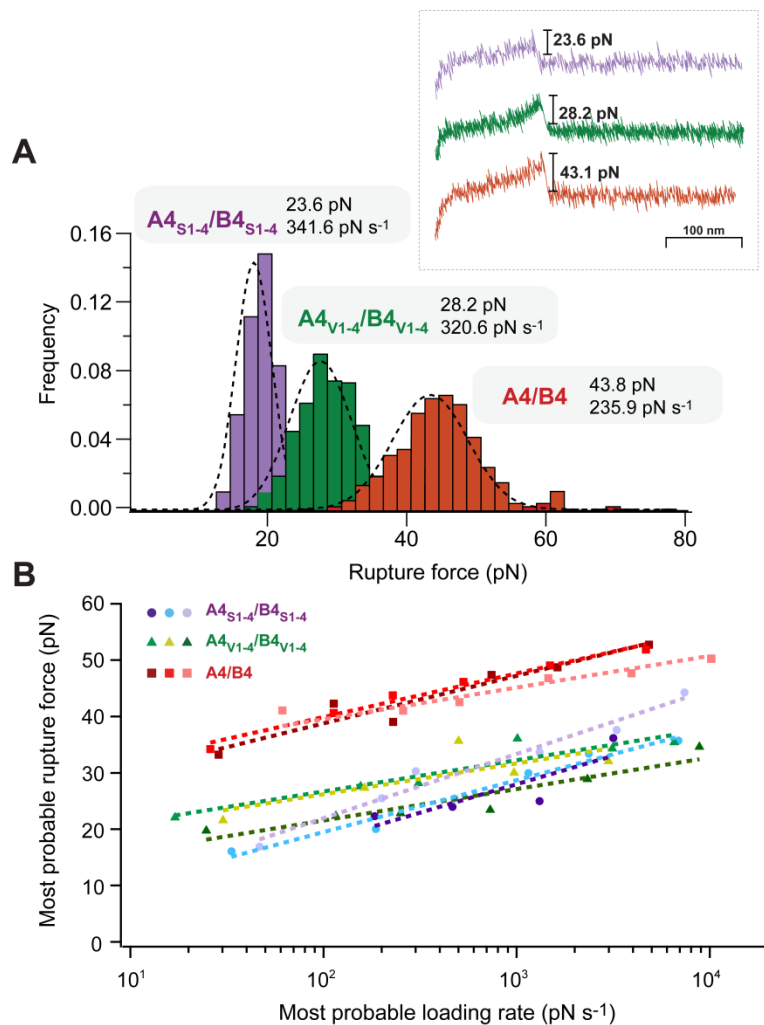 23.6 pN
28.2 pN
43.1 pN
100 nm
A
A4S1-4/B4S1-4
23.6 pN
341.6 pN s-1
A4V1-4/B4V1-4
28.2 pN
320.6 pN s-1
A4/B4
43.8 pN
235.9 pN s-1
Frequency
0.16
0.12
0.08
0.04
0.00
20 40 60 80
Rupture force (pN)
B
A4S1-4/B4S1-4
A4V1-4/B4V1-4
A4/B4
Most probable rupture force (pN)
60
50
40
30
20
10
0
10¹ 10² 10³ 10⁴
Most probable loading rate (pN s-1)